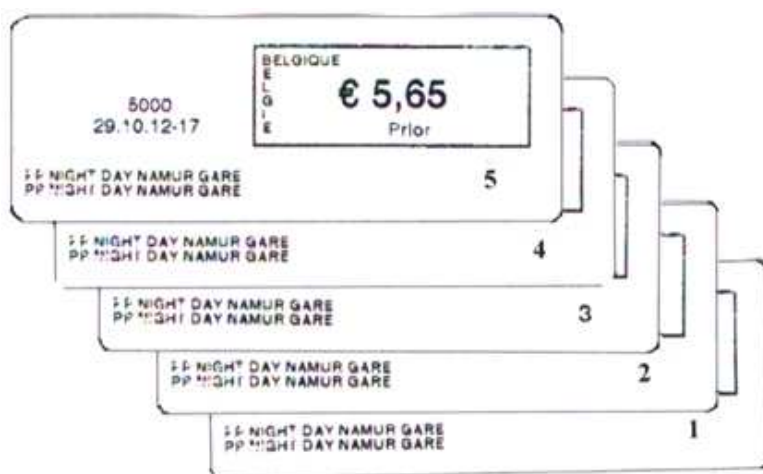 BELGIQUE
BELGIE
€ 5,65
Prior
5000
29.10.12-17
PP NIGHT DAY NAMUR GARE
PP NIGHT DAY NAMUR GARE
5
PP NIGHT DAY NAMUR GARE
PP NIGHT DAY NAMUR GARE
4
PP NIGHT DAY NAMUR GARE
PP NIGHT DAY NAMUR GARE
3
PP NIGHT DAY NAMUR GARE
PP NIGHT DAY NAMUR GARE
2
PP NIGHT DAY NAMUR GARE
PP NIGHT DAY NAMUR GARE
1